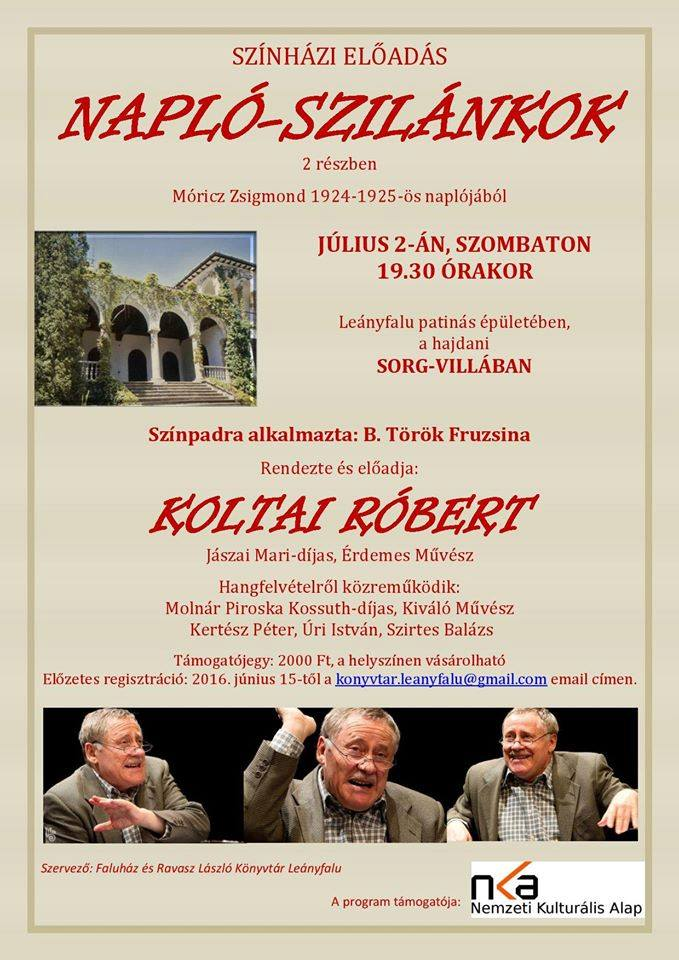 SZÍNHÁZI ELŐADÁS
NAPLÓ-SZILÁNKOK
2 részben
Móricz Zsigmond 1924-1925-ös naplójából
JÚLIUS 2-ÁN, SZOMBATON
19.30 ÓRAKOR
Leányfalu patinás épületében,
a hajdani
SORG-VILLÁBAN
Színpadra alkalmazta: B. Török Fruzsina
Rendezte és előadja:
KOLTAI RÓBERT
Jászai Mari-díjas, Érdemes Művész
Hangfelvételről közreműködik:
Molnár Piroska Kossuth-díjas, Kiváló Művész
Kertész Péter, Úri István, Szirtes Balázs
Támogatójegy: 2000 Ft, a helyszínen vásárolható
Előzetes regisztráció: 2016. június 15-től a konyvtar.leanyfalu@gmail.com email címen.
Szervező: Faluház és Ravasz László Könyvtár Leányfalu
A program támogatója:
nka
Nemzeti Kulturális Alap